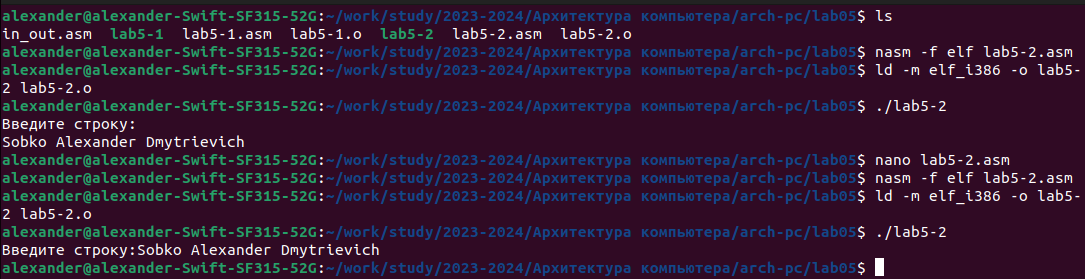 alexander@alexander-Swift-SF315-52G:~/work/study/2023-2024/Архитектура компьютера/arch-pc/lab05$ ls
in_out.asm  lab5-1  lab5-1.asm  lab5-1.o  lab5-2  lab5-2.asm  lab5-2.o
alexander@alexander-Swift-SF315-52G:~/work/study/2023-2024/Архитектура компьютера/arch-pc/lab05$ nasm -f elf lab5-2.asm
alexander@alexander-Swift-SF315-52G:~/work/study/2023-2024/Архитектура компьютера/arch-pc/lab05$ ld -m elf_i386 -o lab5-
2 lab5-2.o
alexander@alexander-Swift-SF315-52G:~/work/study/2023-2024/Архитектура компьютера/arch-pc/lab05$ ./lab5-2
Введите строку:
Sobko Alexander Dmytrievich
alexander@alexander-Swift-SF315-52G:~/work/study/2023-2024/Архитектура компьютера/arch-pc/lab05$ nano lab5-2.asm
alexander@alexander-Swift-SF315-52G:~/work/study/2023-2024/Архитектура компьютера/arch-pc/lab05$ nasm -f elf lab5-2.asm
alexander@alexander-Swift-SF315-52G:~/work/study/2023-2024/Архитектура компьютера/arch-pc/lab05$ ld -m elf_i386 -o lab5-
2 lab5-2.o
alexander@alexander-Swift-SF315-52G:~/work/study/2023-2024/Архитектура компьютера/arch-pc/lab05$ ./lab5-2
Введите строку:Sobko Alexander Dmytrievich
alexander@alexander-Swift-SF315-52G:~/work/study/2023-2024/Архитектура компьютера/arch-pc/lab05$